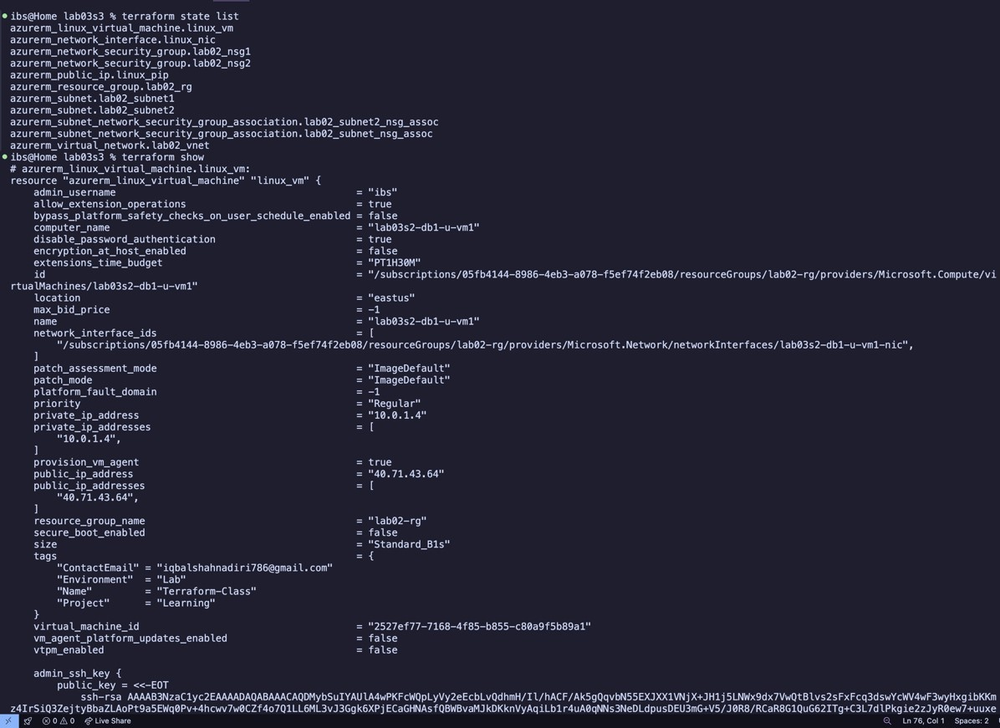 ibs@Home lab03s3 % terraform state list
azurerm_linux_virtual_machine.linux_vm
azurerm_network_interface.linux_nic
azurerm_network_security_group.lab02_nsg1
azurerm_network_security_group.lab02_nsg2
azurerm_public_ip.linux_pip
azurerm_resource_group.lab02_rg
azurerm_subnet.lab02_subnet1
azurerm_subnet.lab02_subnet2
azurerm_subnet_network_security_group_association.lab02_subnet2_nsg_assoc
azurerm_subnet_network_security_group_association.lab02_subnet_nsg_assoc
azurerm_virtual_network.lab02_vnet
ibs@Home lab03s3 % terraform show
# azurerm_linux_virtual_machine.linux_vm:
resource "azurerm_linux_virtual_machine" "linux_vm" {
    admin_username                                         = "ibs"
    allow_extension_operations                             = true
    bypass_platform_safety_checks_on_user_schedule_enabled = false
    computer_name                                          = "lab03s2-db1-u-vm1"
    disable_password_authentication                        = true
    encryption_at_host_enabled                             = false
    extensions_time_budget                                 = "PT1H30M"
    id                                                     = "/subscriptions/05fb4144-8986-4eb3-a078-f5ef74f2eb08/resourceGroups/lab02-rg/providers/Microsoft.Compute/vi
rtualMachines/lab03s2-db1-u-vm1"
    location                                               = "eastus"
    max_bid_price                                          = -1
    name                                                   = "lab03s2-db1-u-vm1"
    network_interface_ids                                  = [
        "/subscriptions/05fb4144-8986-4eb3-a078-f5ef74f2eb08/resourceGroups/lab02-rg/providers/Microsoft.Network/networkInterfaces/lab03s2-db1-u-vm1-nic",
    ]
    patch_assessment_mode                                  = "ImageDefault"
    patch_mode                                             = "ImageDefault"
    platform_fault_domain                                  = -1
    priority                                               = "Regular"
    private_ip_address                                     = "10.0.1.4"
    private_ip_addresses                                   = [
        "10.0.1.4",
    ]
    provision_vm_agent                                     = true
    public_ip_address                                      = "40.71.43.64"
    public_ip_addresses                                    = [
        "40.71.43.64",
    ]
    resource_group_name                                    = "lab02-rg"
    secure_boot_enabled                                    = false
    size                                                   = "Standard_B1s"
    tags                                                   = {
        "ContactEmail" = "iqbalshahnadiri786@gmail.com"
        "Environment"  = "Lab"
        "Name"         = "Terraform-Class"
        "Project"      = "Learning"
    }
    virtual_machine_id                                     = "2527ef77-7168-4f85-b855-c80a9f5b89a1"
    vm_agent_platform_updates_enabled                      = false
    vtpm_enabled                                           = false

    admin_ssh_key {
        public_key = <<-EOT
            ssh-rsa AAAAB3NzaC1yc2EAAAADAQABAAACAQDMybSuIYAUlA4wPKFcWQpLyVy2eEcbLvQdhmH/Il/hACF/Ak5gQqvbN55EXJXX1VNjX+JH1j5LNWx9dx7VwQtBlvs2sFxFcq3dswYcWV4wF3wyHxgibKKm
z4IrSiQ3ZejtyBbaZLAoPt9a5EWq0Pv+4hcwv7w0CZf4o7Q1LL6ML3vJ3Ggk6XPjECaGHNAsfQBWBvaMJkDKknVyAqiLb1r4uA0qNNs3NeDLdpusDEU3mG+V5/J0R8/RCaR8G1QuG62ITg+C3L7dlPkgie2zJyR0ew7+uuxe
0 0 Live Share Ln 76, Col 1 Spaces: 2